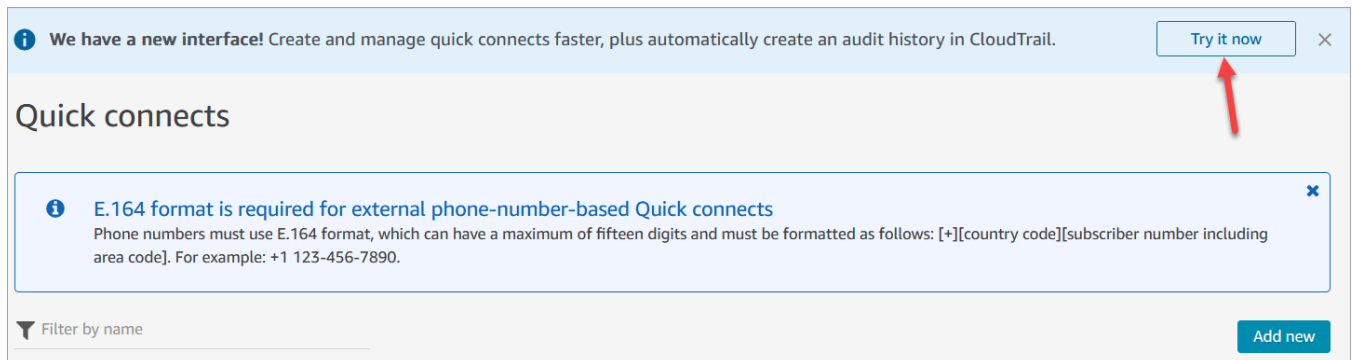 We have a new interface! Create and manage quick connects faster, plus automatically create an audit history in CloudTrail.
Try it now
Quick connects
E.164 format is required for external phone-number-based Quick connects
Phone numbers must use E.164 format, which can have a maximum of fifteen digits and must be formatted as follows: [+][country code][subscriber number including
area code]. For example: +1 123-456-7890.
Filter by name
Add new